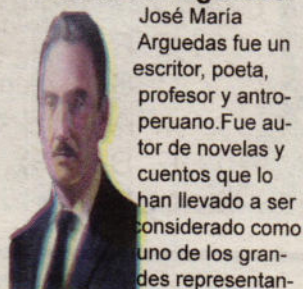 José María
Arguedas fue un
escritor, poeta,
profesor y antro-
peruano.Fue au-
tor de novelas y
cuentos que lo
han llevado a ser
considerado como
uno de los gran-
des representan-